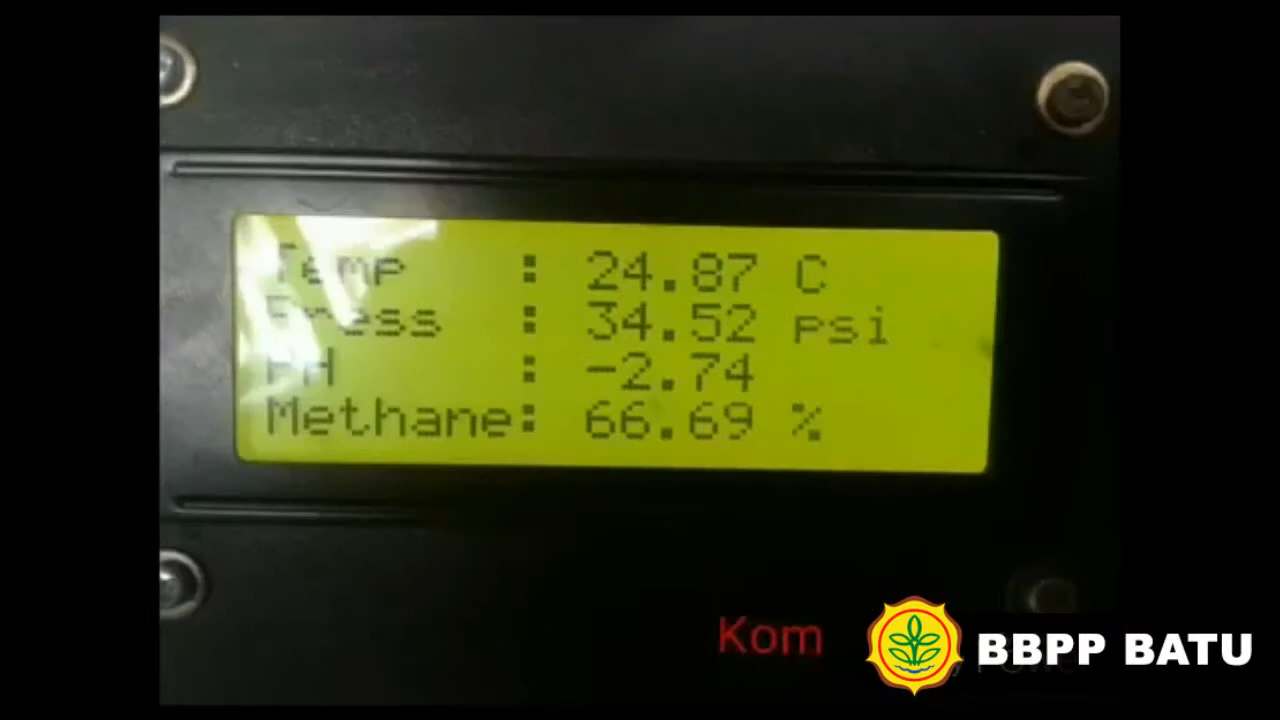 Temp : 24.87 C
Press : 34.52 psi
PH : -2.74
Methane: 66.69 %
Kom
BBPP BATU